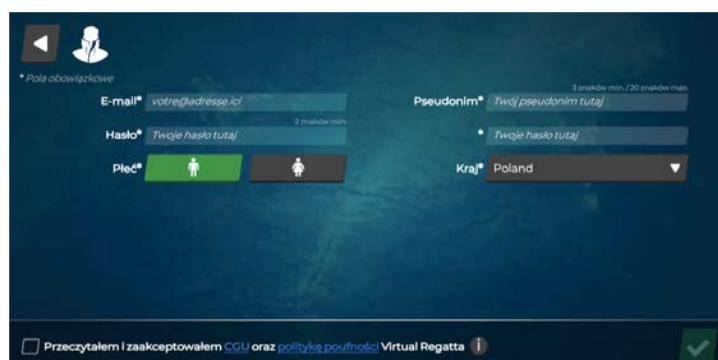 * Pola obowiązkowe
3 znaków min. / 20 znaków max.
E-mail* votre@adresse.ici Pseudonim* Twój pseudonim tutaj
2 znaków min.
Hasło* Twoje hasło tutaj * Twoje hasło tutaj
Płeć* Kraj* Poland
Przeczytałem i zaakceptowałem CGU oraz politykę poufności Virtual Regatta i